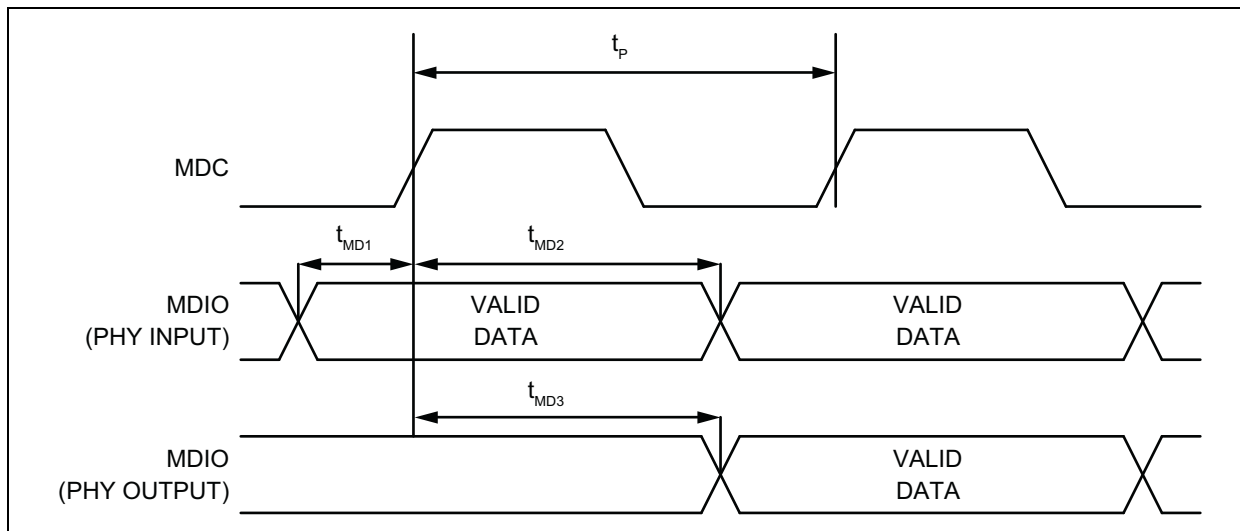 tP
MDC
tMD1
tMD2
MDIO
(PHY INPUT)
VALID
DATA
VALID
DATA
tMD3
MDIO
(PHY OUTPUT)
VALID
DATA